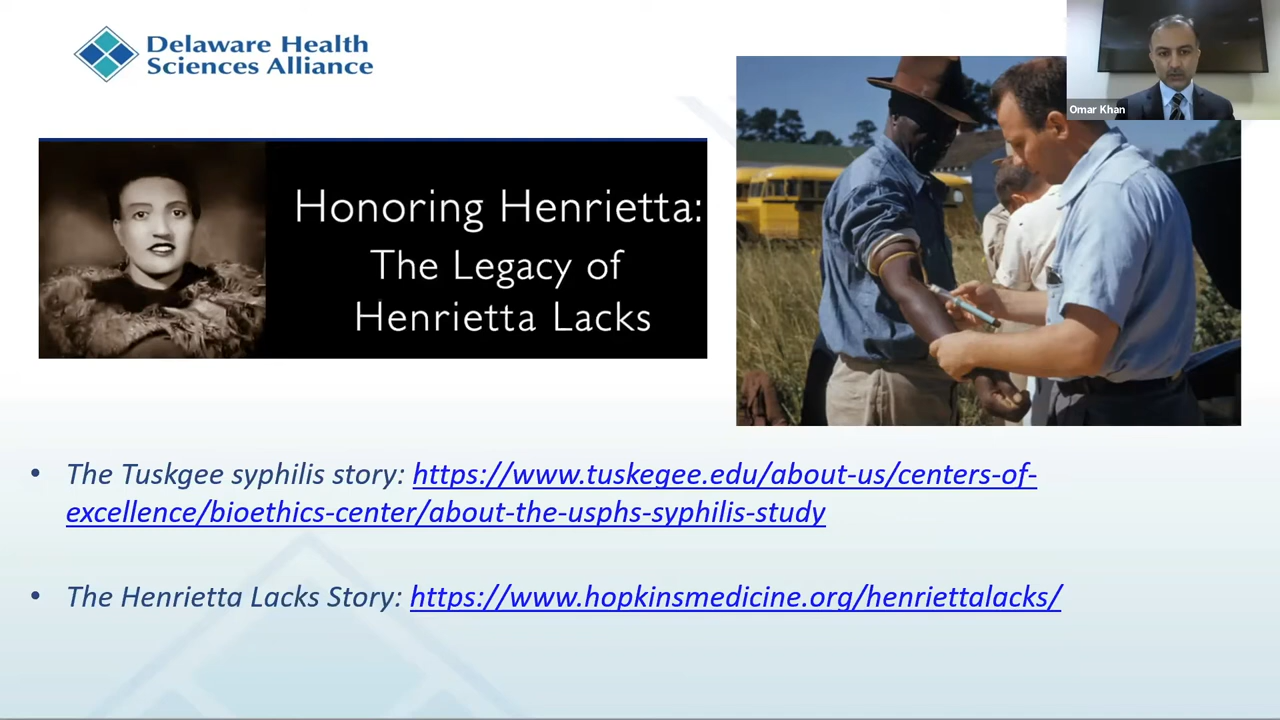 Delaware Health
Sciences Alliance
Omar Khan
Honoring Henrietta:
The Legacy of
Henrietta Lacks
• The Tuskgee syphilis story: https://www.tuskegee.edu/about-us/centers-of-
excellence/bioethics-center/about-the-usphs-syphilis-study
• The Henrietta Lacks Story: https://www.hopkinsmedicine.org/henriettalacks/